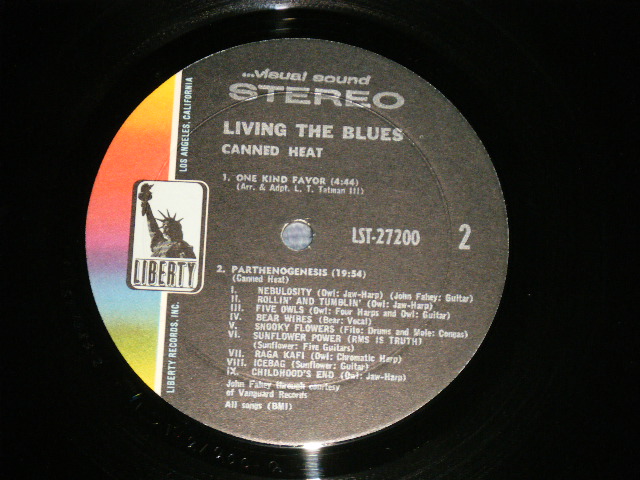 ...visual sound
STEREO
LIVING THE BLUES
CANNED HEAT
1. ONE KIND FAVOR (4:44)
(Arr. & Adpt. L. T. Tatman III)
LST-27200
2
2. PARTHENOGENESIS (19:54)
(Canned Heat)
I. NEBULOSITY (Owl: Jaw-Harp) (John Fahey: Guitar)
II. ROLLIN' AND TUMBLIN' (Owl: Jaw-Harp)
III. FIVE OWLS (Owl: Four Harps and Owl: Guitar)
IV. BEAR WIRES (Bear: Vocal)
V. SNOOKY FLOWERS (Fito: Drums and Mole: Congas)
VI. SUNFLOWER POWER (RMS IS TRUTH)
(Sunflower: Five Guitars)
VII. RAGA KAFI (Owl: Chromatic Harp)
VIII. ICEBAG (Sunflower: Guitar)
IX. CHILDHOOD'S END (Owl: Jaw-Harp)
John Fahey through courtesy
of Vanguard Records
All songs (BMI)
LOS ANGELES, CALIFORNIA
LIBERTY
LIBERTY RECORDS, INC.